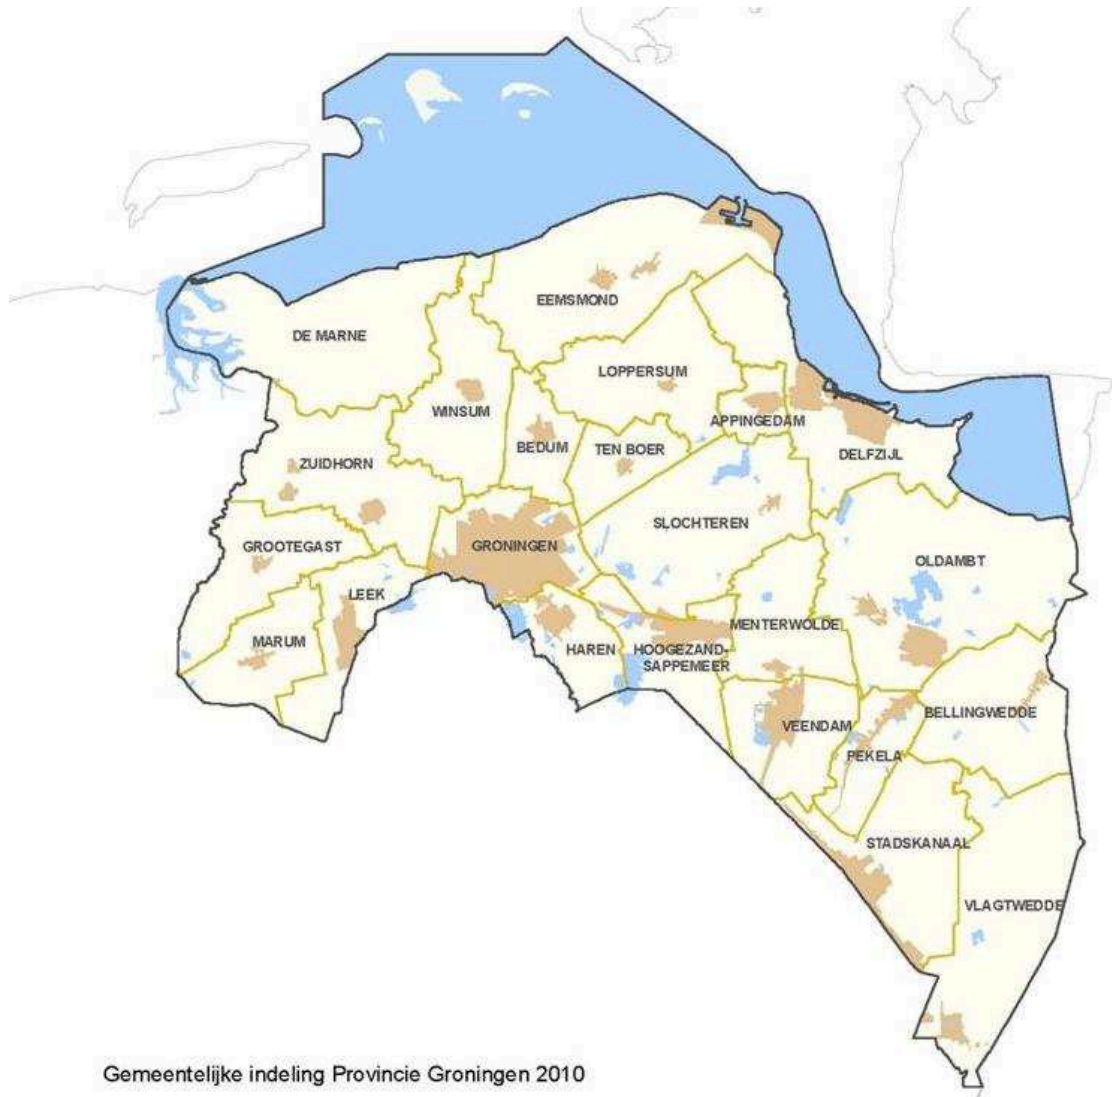 EEMSMOND
DE MARNE
LOPPERSUM
WINSUM
APPINGEDAM
BEDUM
TEN BOER
DELFZIJL
ZUIDHORN
SLOCHTEREN
GROOTEGAST
GRONINGEN
OLDAMBT
LEEK
MENTERWOLDE
MARUM
HAREN
HOOGEZAND-
SAPPEMEER
BELLINGWEDDE
VEENDAM
PEKELA
STADSKANAAL
VLAGTWEDDE
Gemeentelijke indeling Provincie Groningen 2010